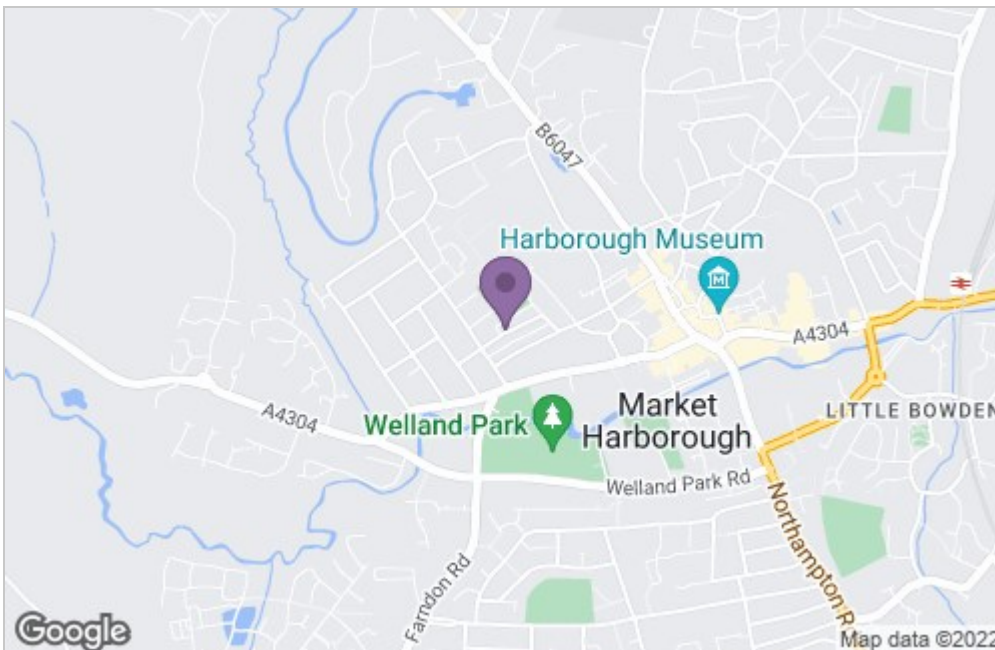 B6047
Harborough Museum
M
A4304
Welland Park
Market
Harborough
LITTLE BOWDEN
A4304
Welland Park Rd
Northampton R
Farndon Rd
Google
Map data ©2022